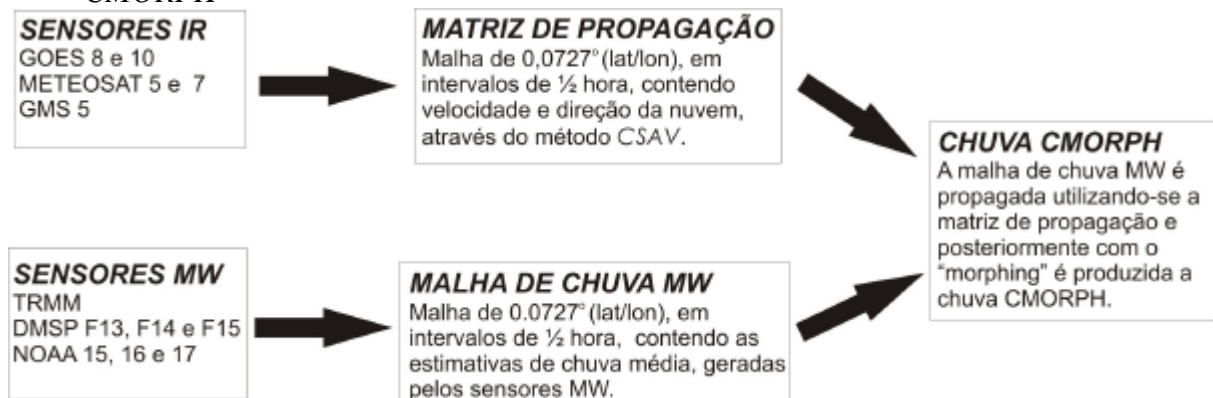 CMORPH
SENSORES IR
GOES 8 e 10
METEOSAT 5 e 7
GMS 5
MATRIZ DE PROPAGAÇÃO
Malha de 0,0727° (lat/lon), em
intervalos de ½ hora, contendo
velocidade e direção da nuvem,
através do método CSAV.
SENSORES MW
TRMM
DMSP F13, F14 e F15
NOAA 15, 16 e 17
MALHA DE CHUVA MW
Malha de 0.0727° (lat/lon), em
intervalos de ½ hora, contendo as
estimativas de chuva média, geradas
pelos sensores MW.
CHUVA CMORPH
A malha de chuva MW é
propagada utilizando-se a
matriz de propagação e
posteriormente com o
“morphing” é produzida a
chuva CMORPH.